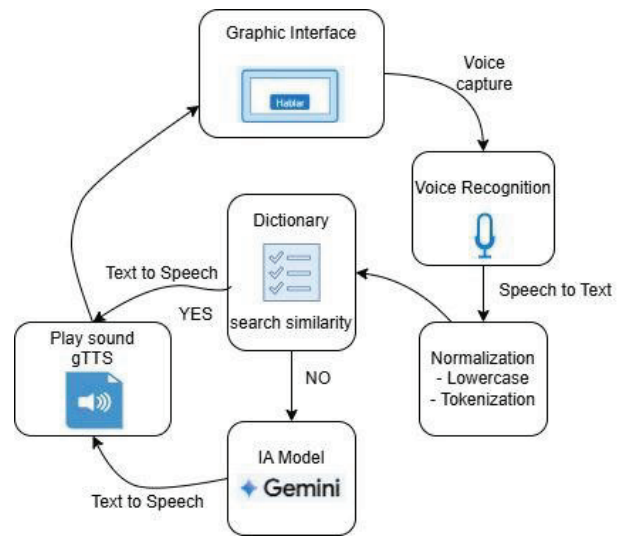 Graphic Interface
Hablar
Voice
capture
Voice Recognition
Speech to Text
Normalization
- Lowercase
- Tokenization
Dictionary
search similarity
Text to Speech
YES
NO
Play sound
gTTS
IA Model
Gemini
Text to Speech